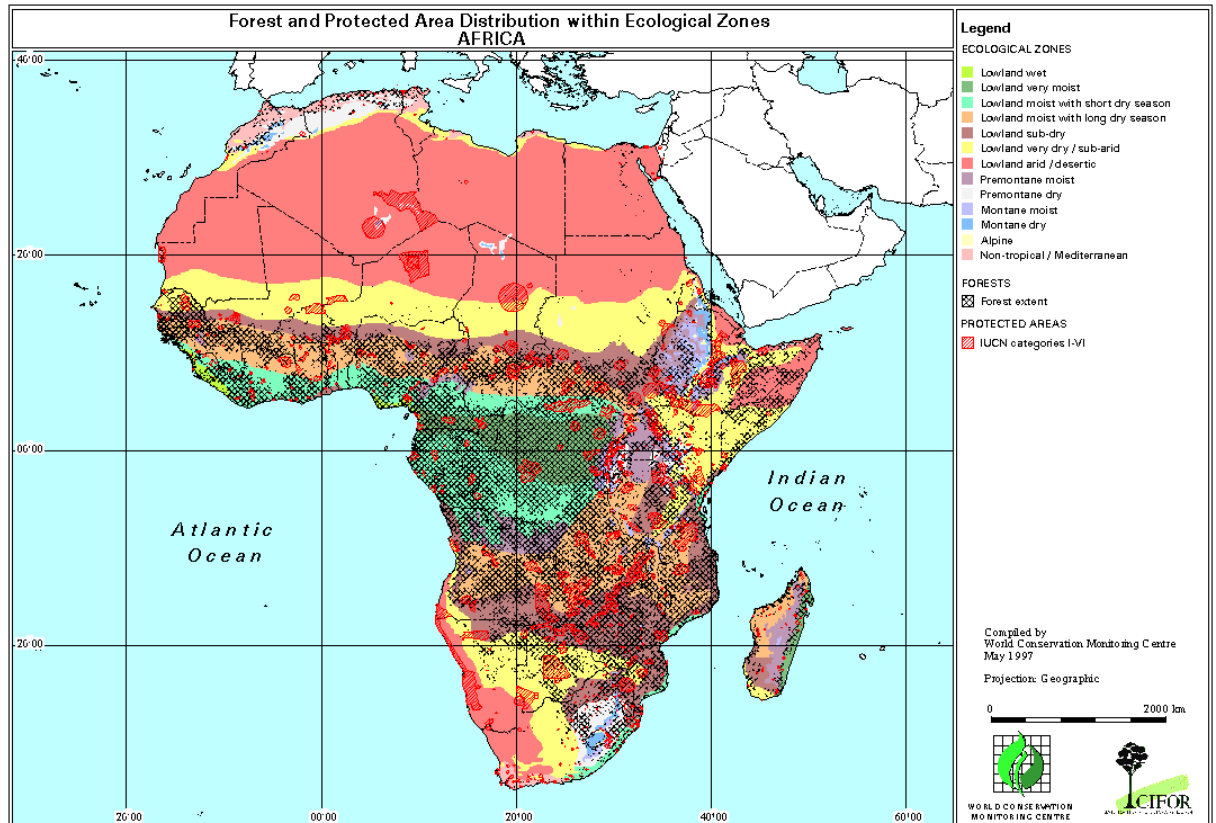 Forest and Protected Area Distribution within Ecological Zones
AFRICA
Legend
ECOLOGICAL ZONES
Lowland wet
Lowland very moist
Lowland moist with short dry season
Lowland moist with long dry season
Lowland sub-dry
Lowland very dry / sub-arid
Lowland arid / desertic
Premontane moist
Premontane dry
Montane moist
Montane dry
Alpine
Non-tropical / Mediterranean
FORESTS
Forest extent
PROTECTED AREAS
IUCN categories I-VI
46°00'
26°00'
06°00'
26°00'
Atlantic
Ocean
Indian
Ocean
26°00'
00°00'
20°00'
40°00'
60°00'
Compiled by
World Conservation Monitoring Centre
May 1997
Projection: Geographic
0 2000 km
WORLD CONSERVATION
MONITORING CENTRE
CIFOR